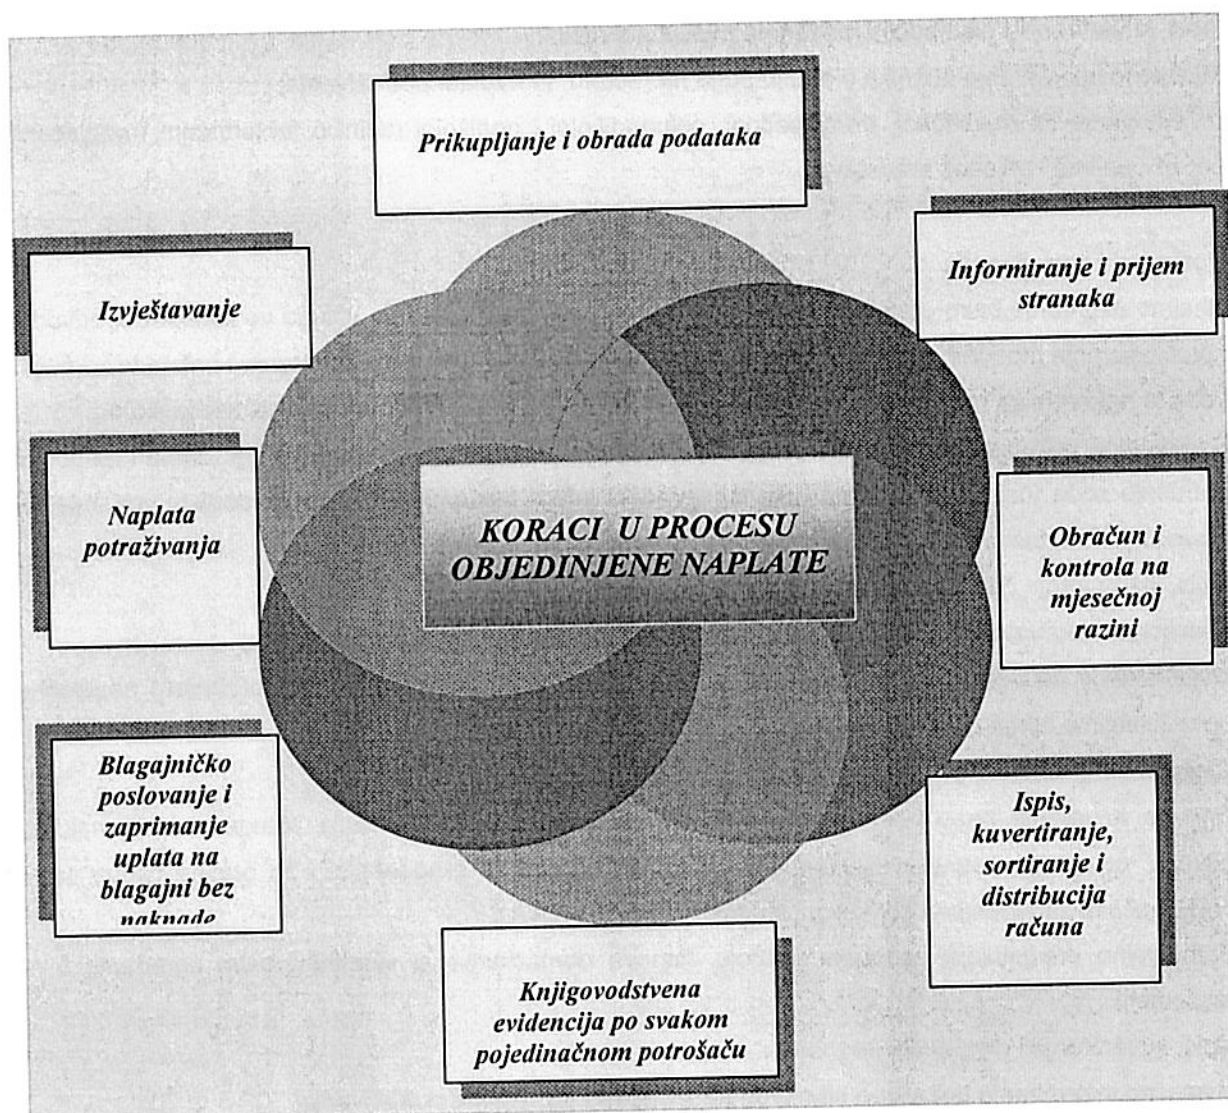 Prikupljanje i obrada podataka
Informiranje i prijem
stranaka
Izvještavanje
Naplata
potraživanja
KORACI U PROCESU
OBJEDINJENE NAPLATE
Obračun i
kontrola na
mjesečnoj
razini
Blagajničko
poslovanje i
zaprimanje
uplata na
blagajni bez
naknade
Ispis,
kuvertiranje,
sortiranje i
distribucija
računa
Knjigovodstvena
evidencija po svakom
pojedinačnom potrošaču